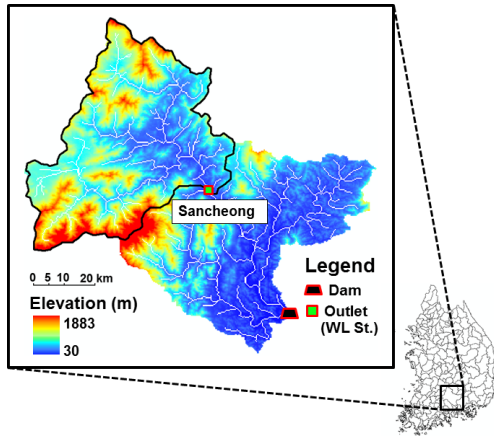 Sancheong
0 5 10 20 km
Elevation (m)
1883
30
Legend
Dam
Outlet
(WL St.)